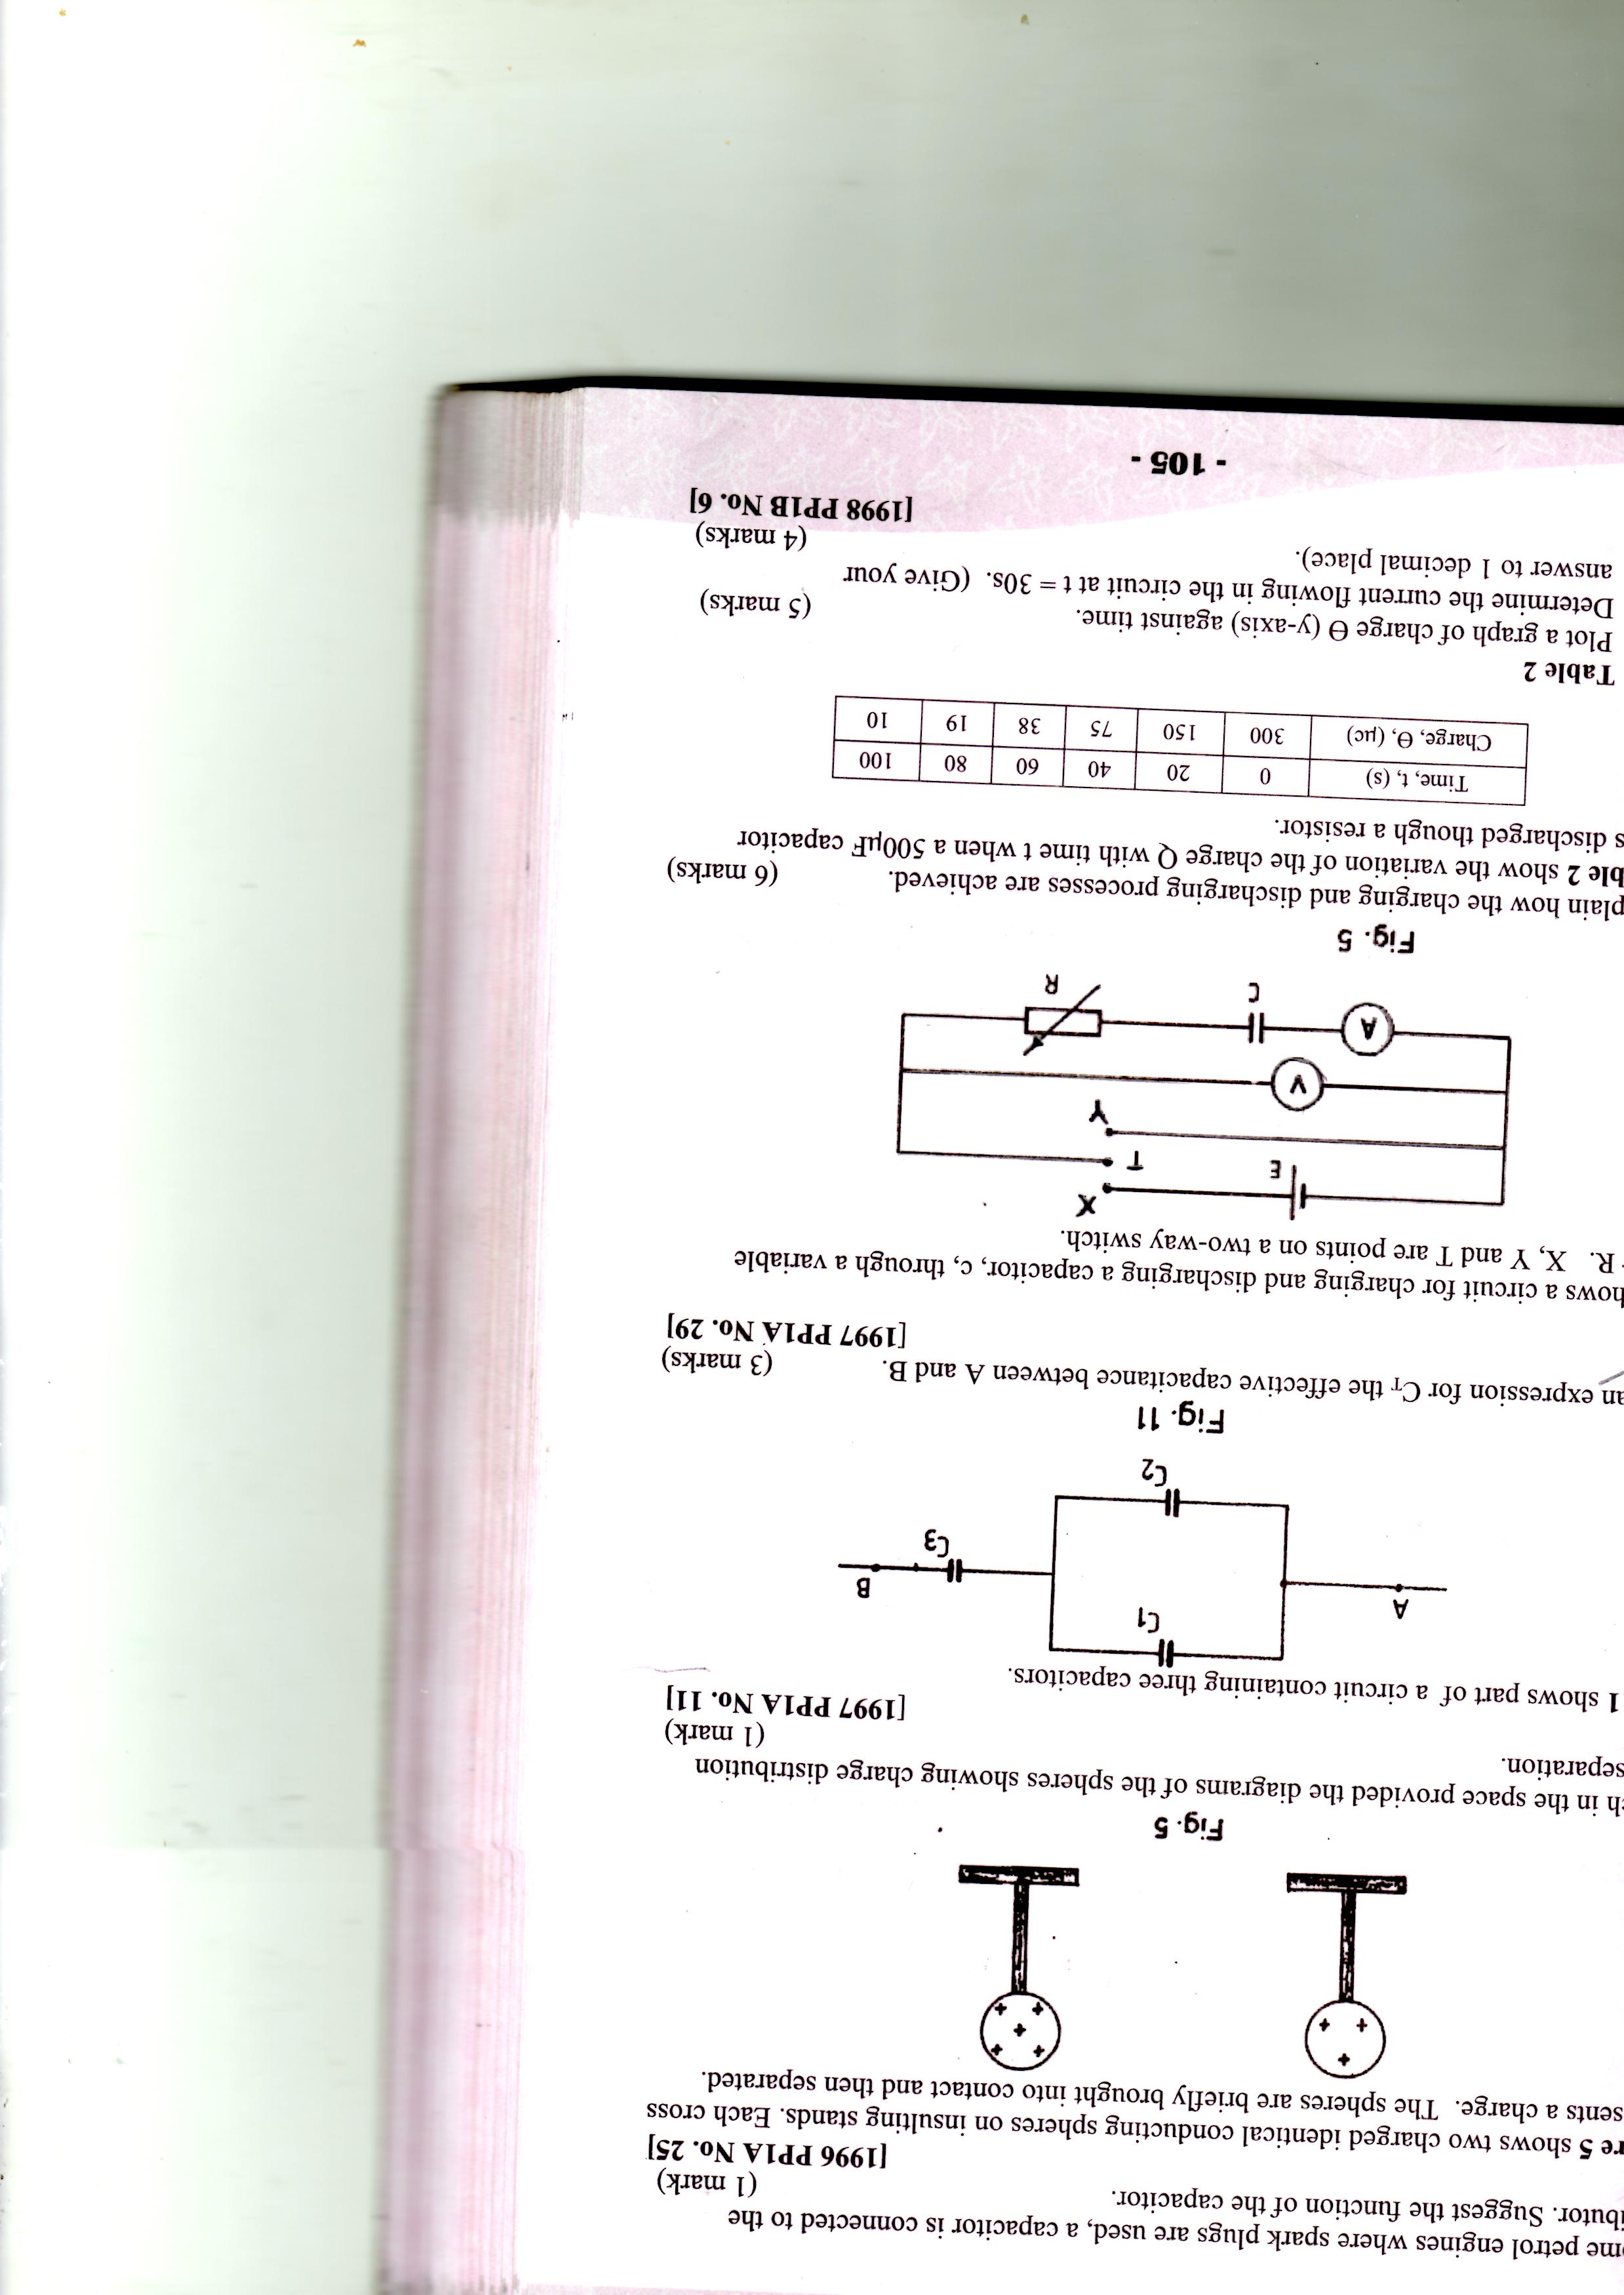 ome petrol engines where spark plugs are used, a capacitor is connected to the
ibutor. Suggest the function of the capacitor. (1 mark)
[1996 PP1A No. 25]
re 5 shows two charged identical conducting spheres on insulting stands. Each cross
sents a charge. The spheres are briefly brought into contact and then separated.
+ + + + + + + +
Fig. 5
ch in the space provided the diagrams of the spheres showing charge distribution
separation. (1 mark)
[1997 PP1A No. 11]
1 shows part of a circuit containing three capacitors.
C1
A B
C3
C2
Fig. 11
an expression for CT the effective capacitance between A and B. (3 marks)
[1997 PP1A No. 29]
hows a circuit for charging and discharging a capacitor, c, through a variable
R. X, Y and T are points on a two-way switch.
X
E T
Y
V
A
C R
Fig. 5
plain how the charging and discharging processes are achieved. (6 marks)
ble 2 show the variation of the charge Q with time t when a 500μF capacitor
s discharged though a resistor.
Time, t, (s) 0 20 40 60 80 100
Charge, Θ, (μc) 300 150 75 38 19 10
Table 2
Plot a graph of charge Θ (y-axis) against time. (5 marks)
Determine the current flowing in the circuit at t = 30s. (Give your
answer to 1 decimal place). (4 marks)
[1998 PP1B No. 6]
- 105 -